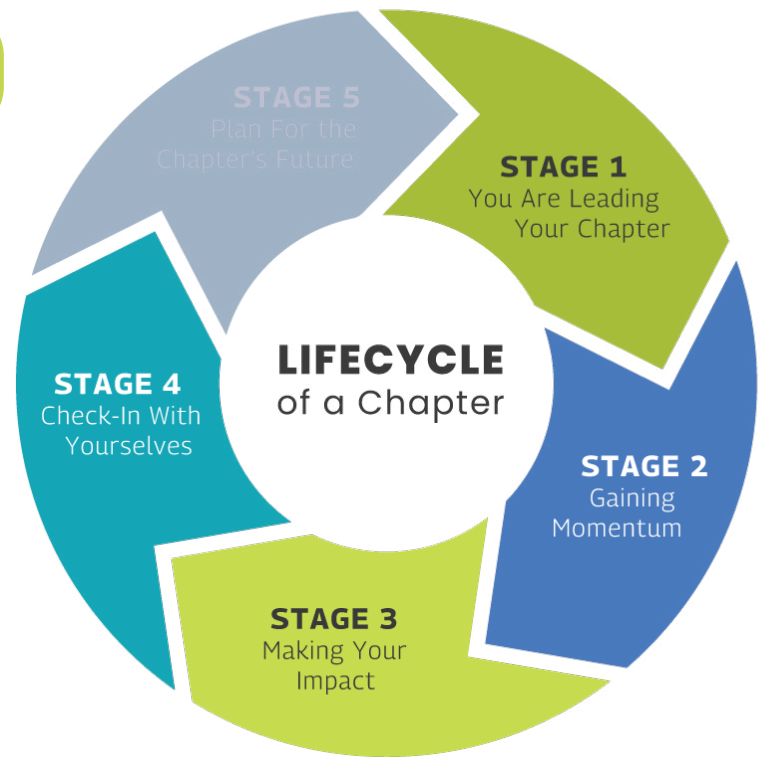 LIFECYCLE
of a Chapter
STAGE 1
You Are Leading
Your Chapter
STAGE 2
Gaining
Momentum
STAGE 3
Making Your
Impact
STAGE 4
Check-In With
Yourselves
STAGE 5
Plan For the
Chapter's Future